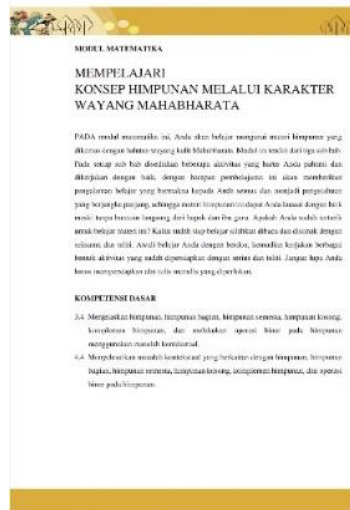 MODUL MATEMATIKA
MEMPELAJARI
KONSEP HIMPUNAN MELALUI KARAKTER
WAYANG MAHABHARATA
PADA modul matematika ini, Anda akan belajar mengenai materi himpunan yang
dikemas dengan bahasan wayang kulit Mahabharata. Modul ini terdiri dari tiga sub bab.
Pada setiap sub bab disediakan beberapa aktivitas yang harus Anda pahami dan
dikerjakan dengan baik, dengan harapan pembelajaran ini akan memberikan
pengalaman belajar yang bermakna kepada Anda semua dan menjadi pengetahuan
yang berjangka panjang, sehingga materi himpunan ini dapat Anda kuasai dengan baik
meski tanpa bantuan langsung dari bapak dan ibu guru. Apakah Anda sudah tertarik
untuk belajar materi ini? Kalau sudah siap belajar silahkan dibaca dan disimak dengan
seksama dan teliti. Awali belajar Anda dengan berdoa, kemudian kerjakan berbagai
bentuk aktivitas yang sudah dipersiapkan dengan serius dan teliti. Jangan lupa Anda
harus mempersiapkan alat tulis menulis yang diperlukan.
KOMPETENSI DASAR
3.4 Menjelaskan himpunan, himpunan bagian, himpunan semesta, himpunan kosong,
komplemen himpunan, dan melakukan operasi biner pada himpunan
menggunakan masalah kontekstual.
4.4 Menyelesaikan masalah kontekstual yang berkaitan dengan himpunan, himpunan
bagian, himpunan semesta, himpunan kosong, komplemen himpunan, dan operasi
biner pada himpunan.